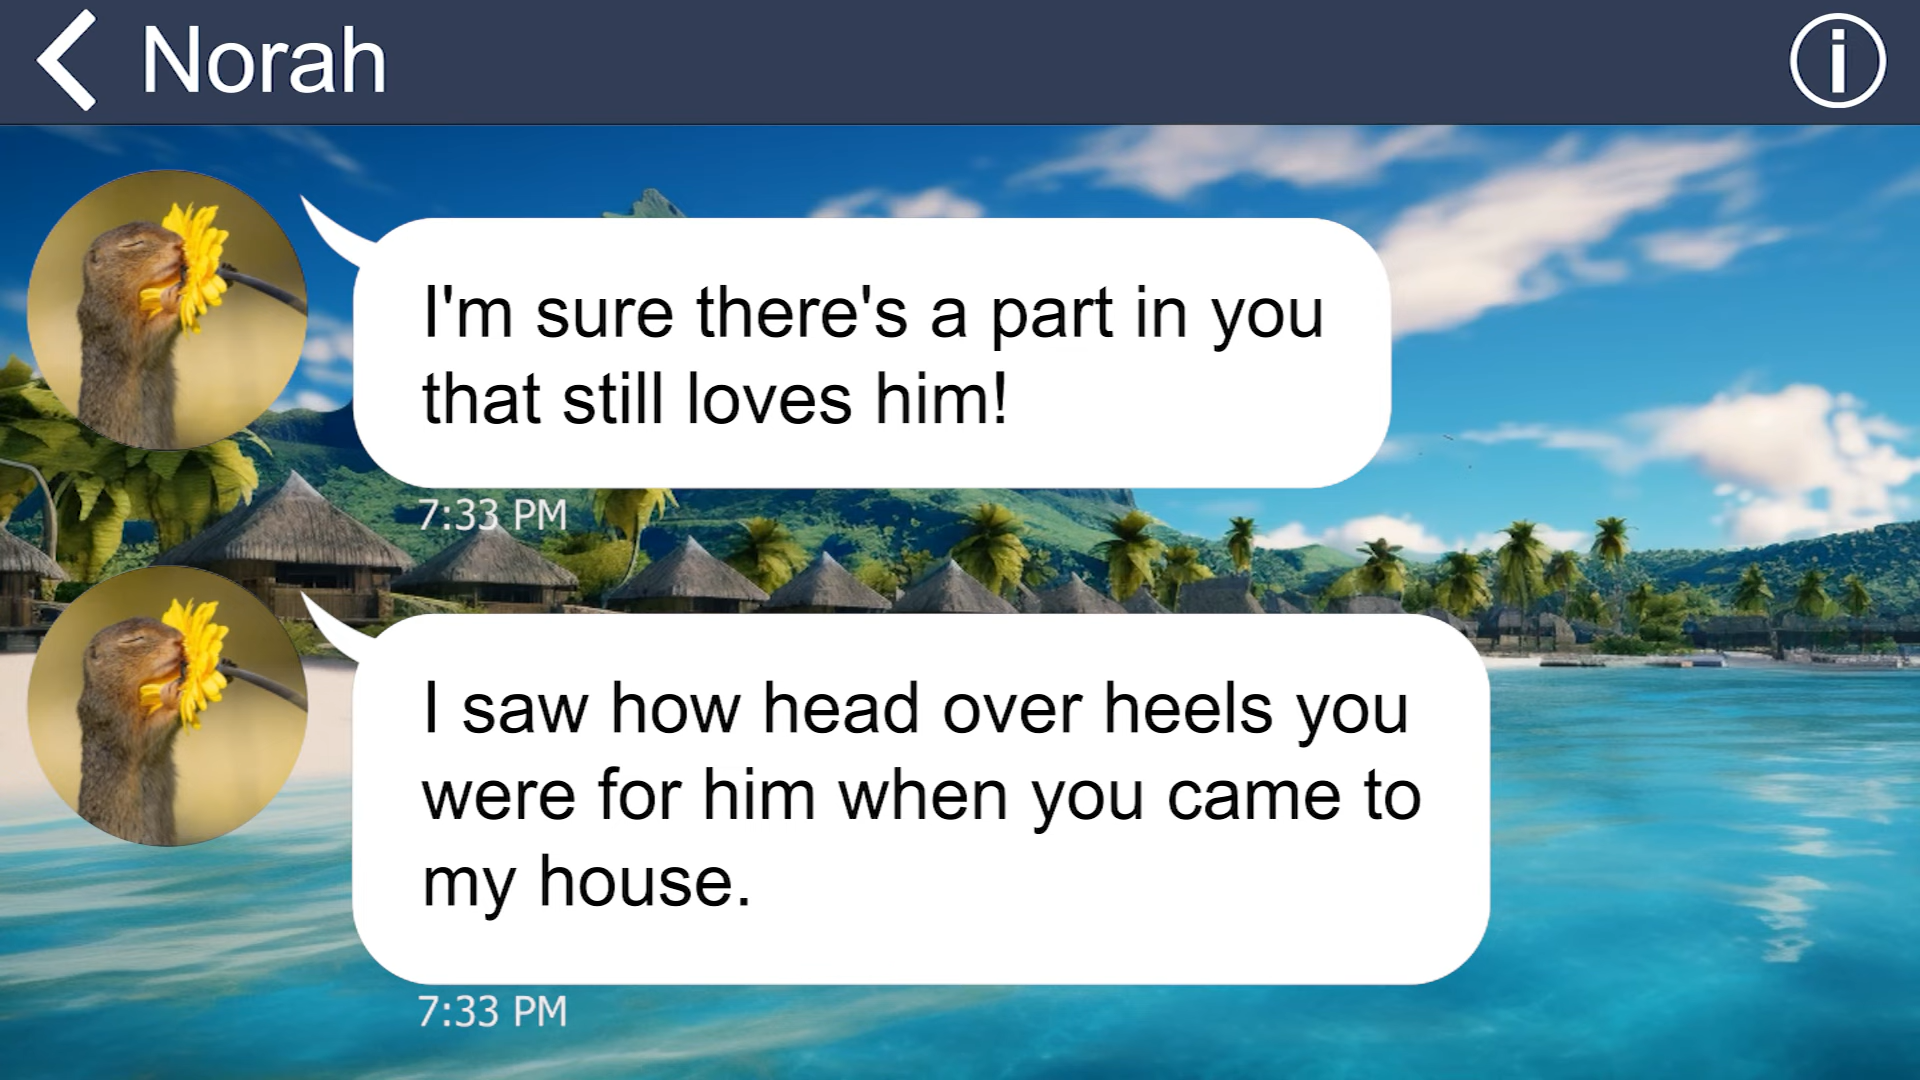 Norah
I'm sure there's a part in you
that still loves him!
7:33 PM
I saw how head over heels you
were for him when you came to
my house.
7:33 PM